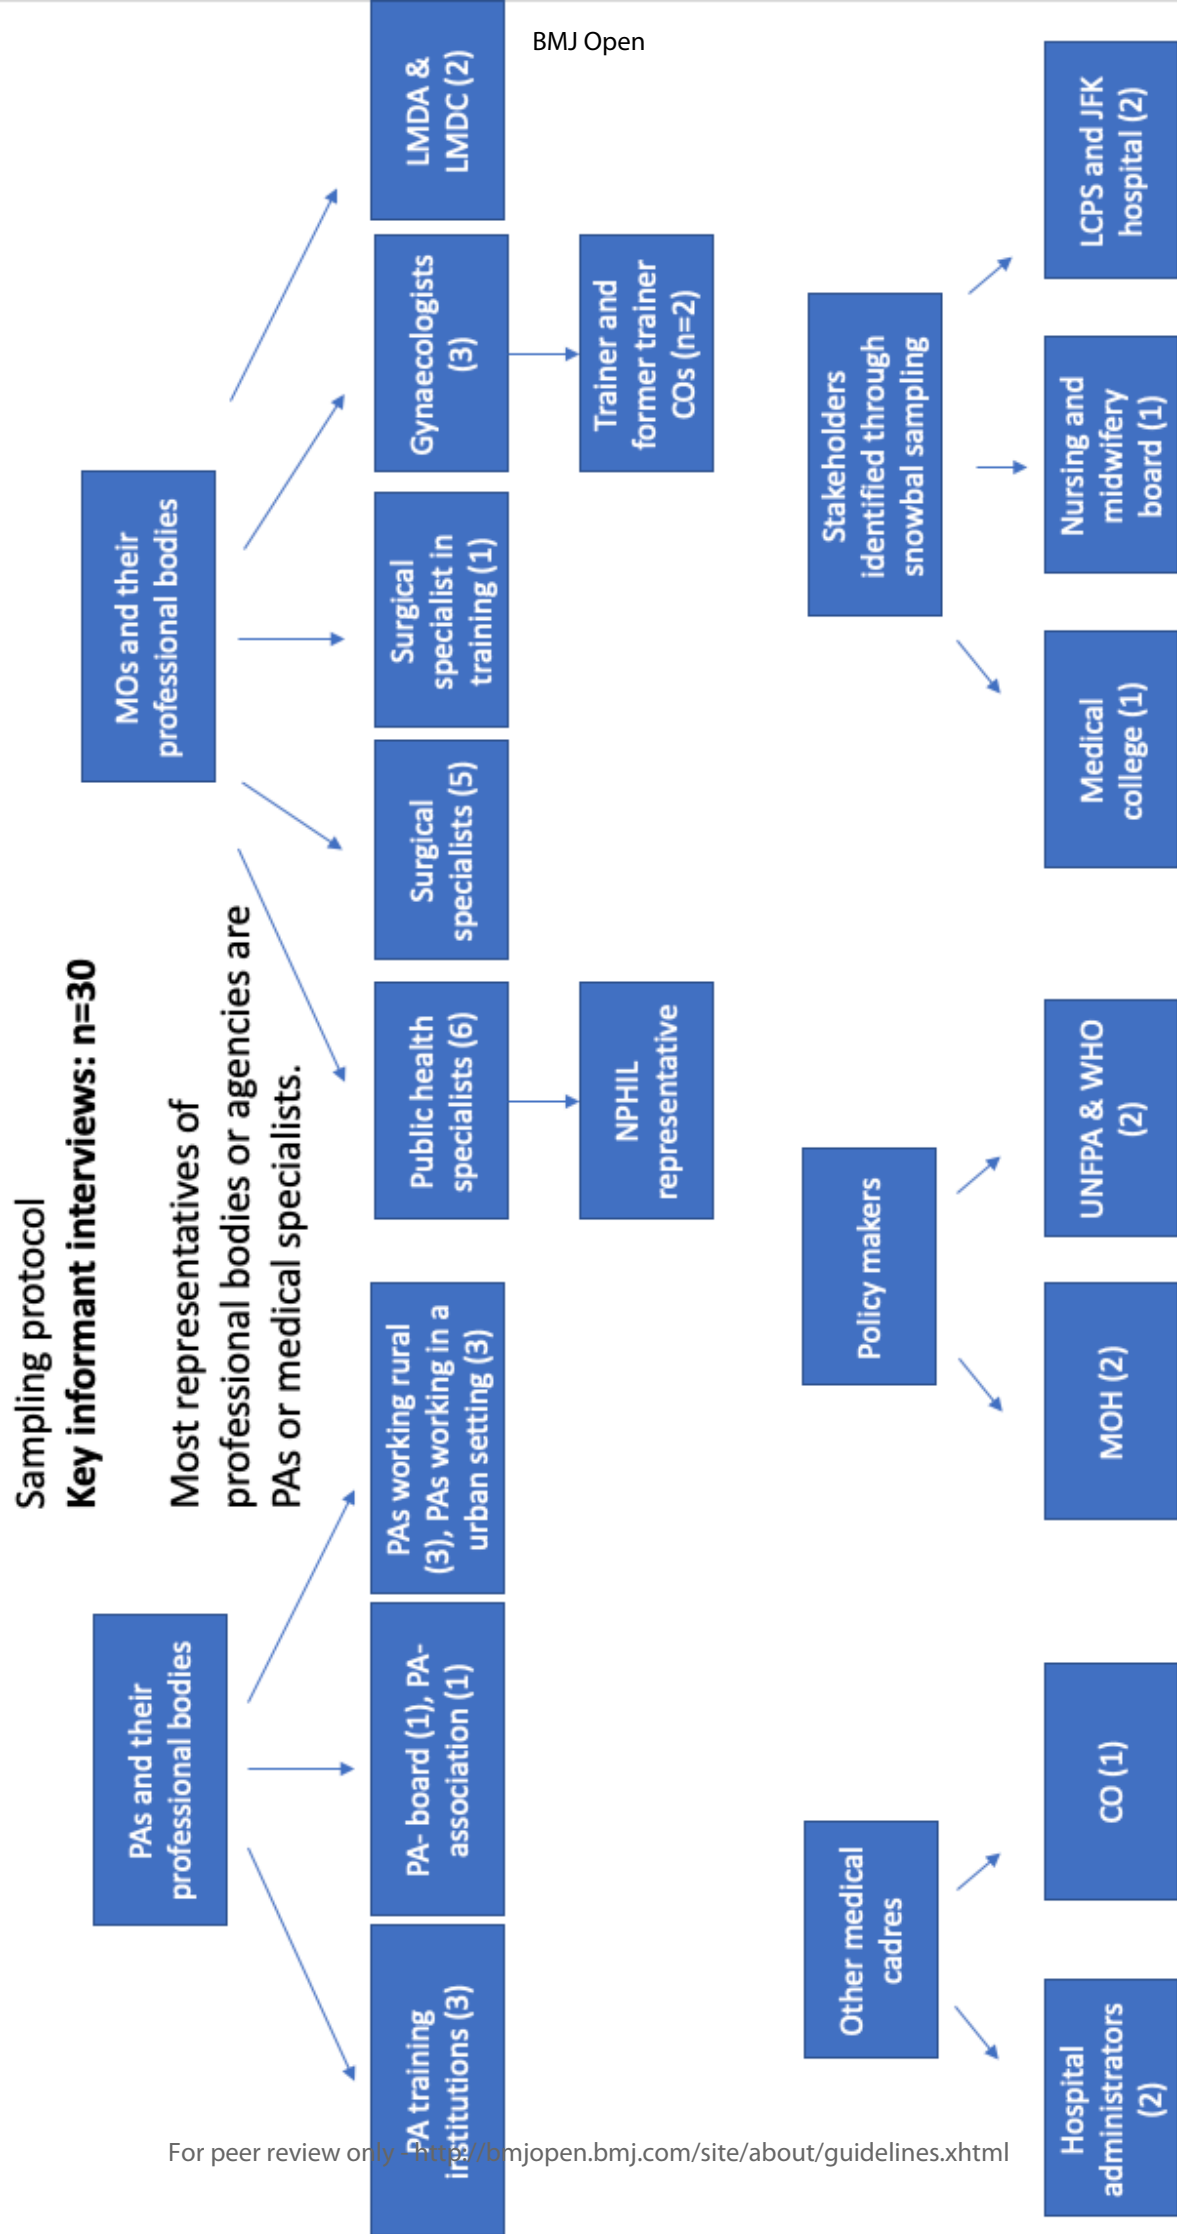 BMJ Open
Sampling protocol
Key informant interviews: n=30
Most representatives of
professional bodies or agencies are
PAs or medical specialists.
PAs and their
professional bodies
PA training
institutions (3)
PA- board (1), PA-
association (1)
PAs working rural
(3), PAs working in a
urban setting (3)
MOs and their
professional bodies
Public health
specialists (6)
Surgical
specialists (5)
Surgical
specialist in
training (1)
Gynaecologists
(3)
LMDA &
LMDC (2)
NPHIL
representative
Trainer and
former trainer
COs (n=2)
Other medical
cadres
Hospital
administrators
(2)
CO (1)
Policy makers
MOH (2)
UNFPA & WHO
(2)
Stakeholders
identified through
snowbal sampling
Medical
college (1)
Nursing and
midwifery
board (1)
LCPS and JFK
hospital (2)
For peer review only - http://bmjopen.bmj.com/site/about/guidelines.xhtml